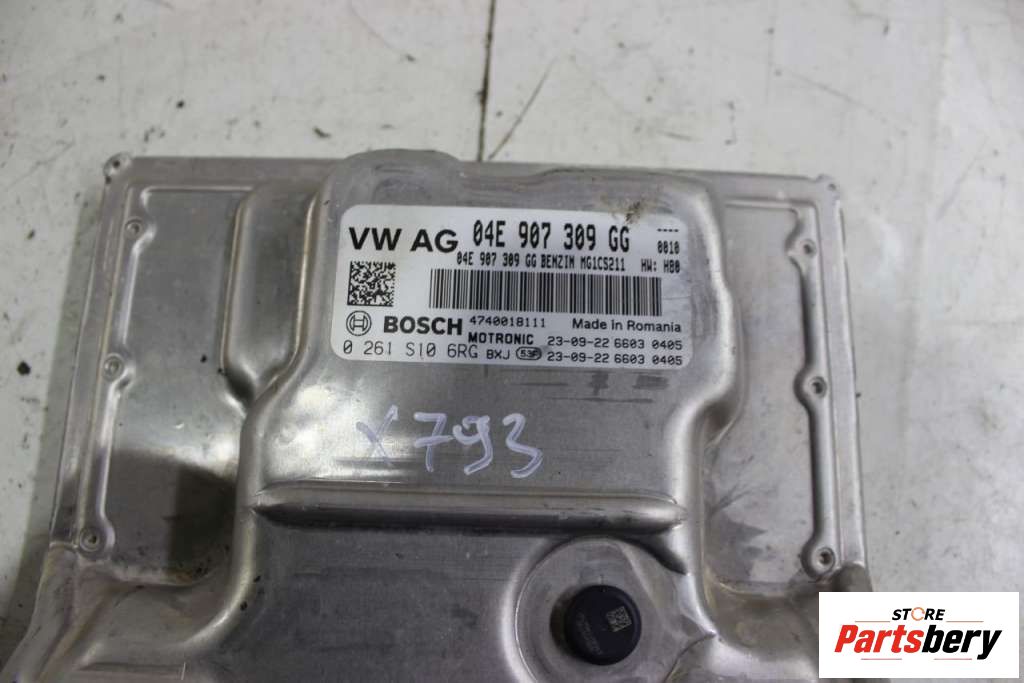 VW AG 04E 907 309 GG ----
04E 907 309 GG BENZIN MG1CS211 HW: H80 0010
BOSCH 4740018111 Made in Romania
MOTRONIC 23-09-22 6603 0405
0 261 S10 6RG BXJ 53F 23-09-22 6603 0405
X793
STORE
Partsbery